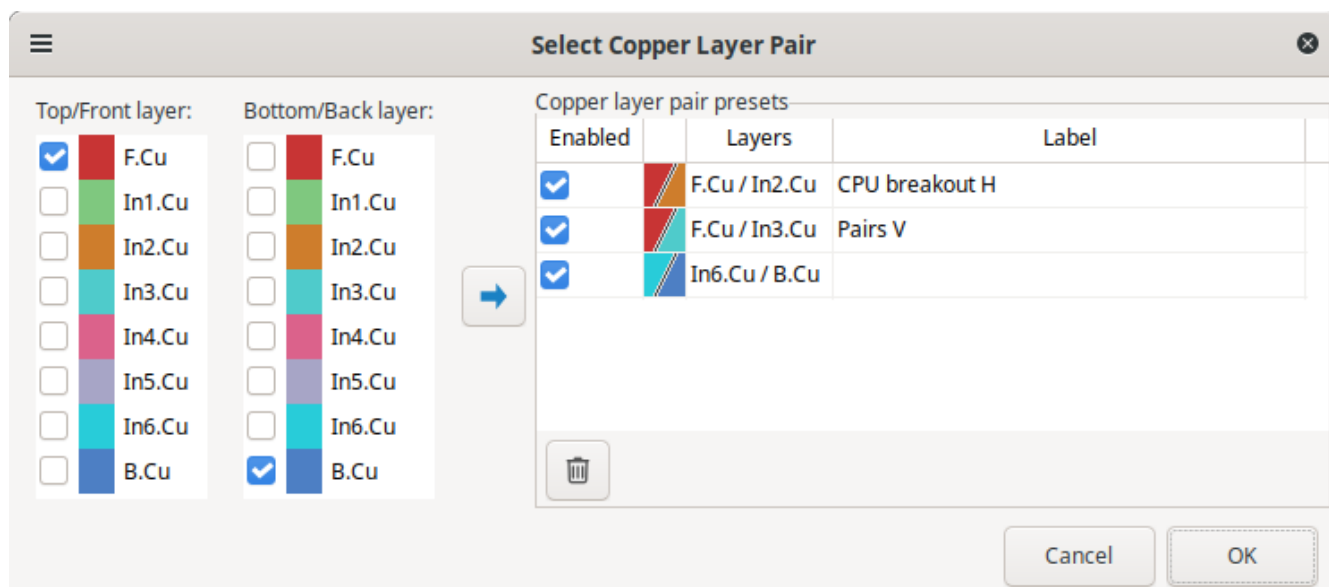 Select Copper Layer Pair
Top/Front layer:
F.Cu
In1.Cu
In2.Cu
In3.Cu
In4.Cu
In5.Cu
In6.Cu
B.Cu
Bottom/Back layer:
F.Cu
In1.Cu
In2.Cu
In3.Cu
In4.Cu
In5.Cu
In6.Cu
B.Cu
Copper layer pair presets
Enabled Layers Label
F.Cu / In2.Cu CPU breakout H
F.Cu / In3.Cu Pairs V
In6.Cu / B.Cu
Cancel OK